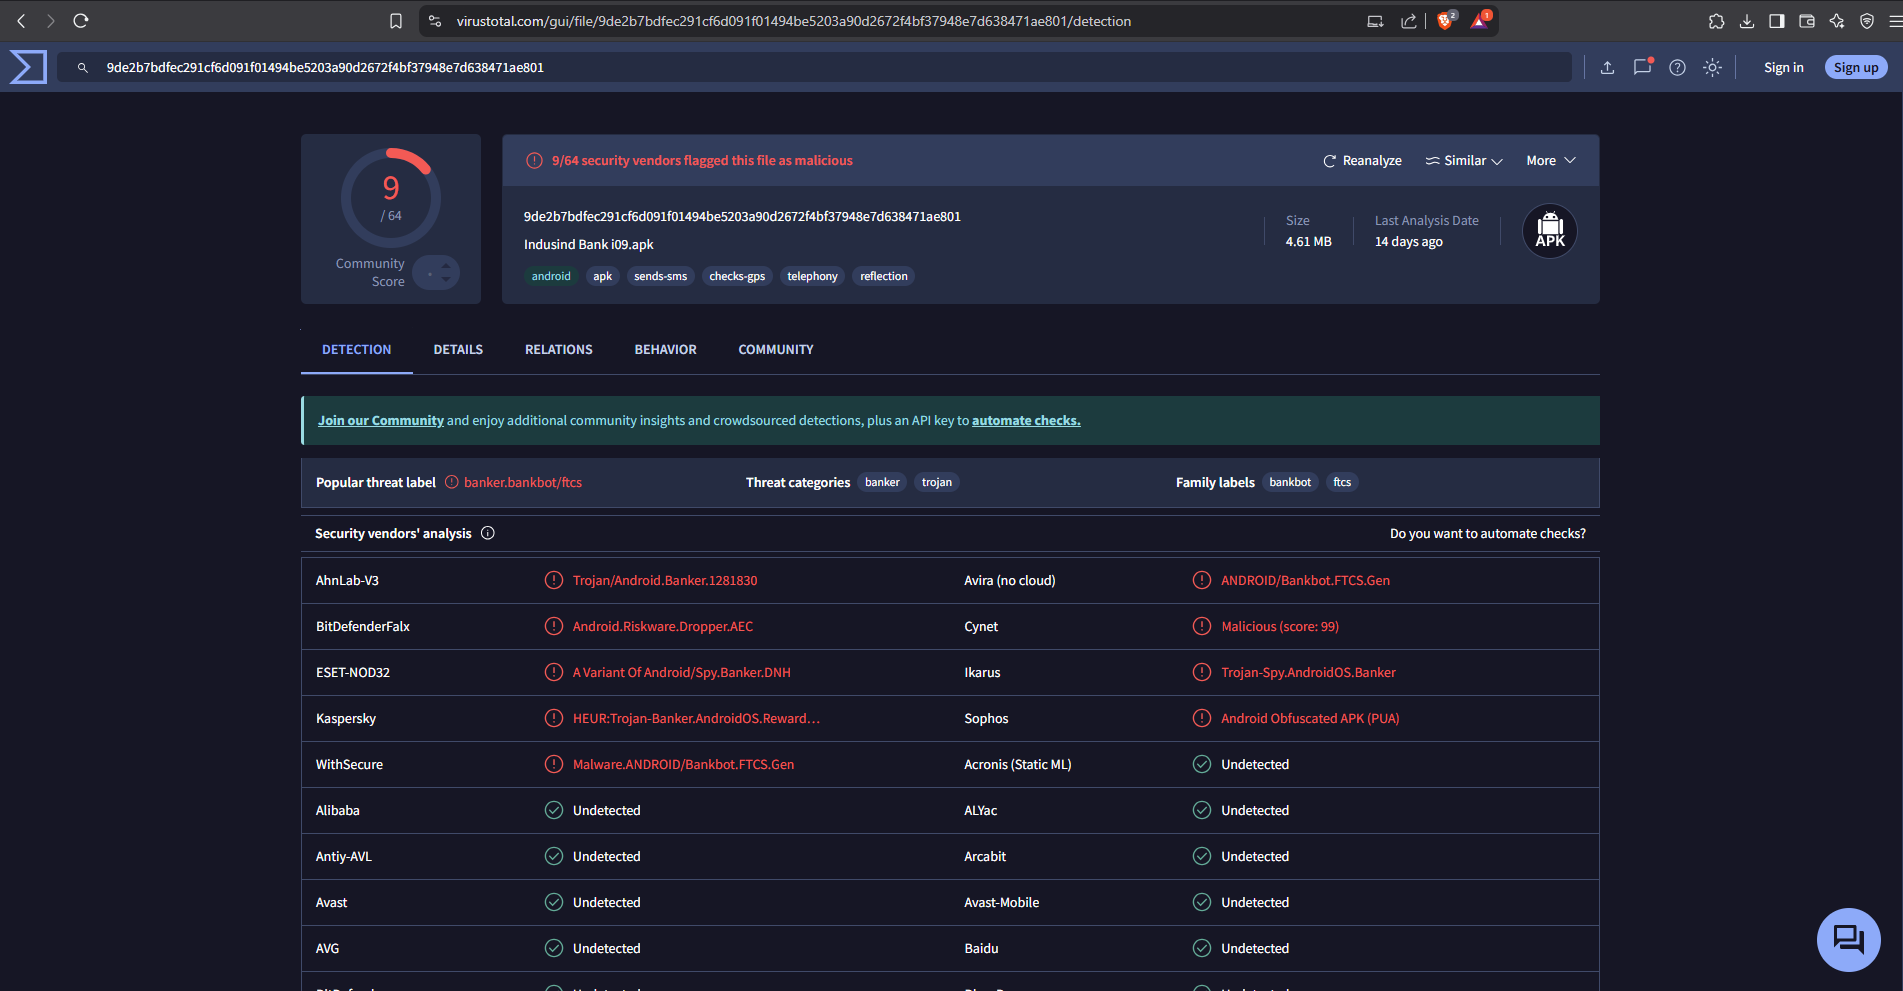 virustotal.com/gui/file/9de2b7bdfec291cf6d091f01494be5203a90d2672f4bf37948e7d638471ae801/detection
2
1
9de2b7bdfec291cf6d091f01494be5203a90d2672f4bf37948e7d638471ae801
Sign in
Sign up
9
/ 64
Community
Score
9/64 security vendors flagged this file as malicious
Reanalyze
Similar
More
9de2b7bdfec291cf6d091f01494be5203a90d2672f4bf37948e7d638471ae801
Indusind Bank i09.apk
android apk sends-sms checks-gps telephony reflection
Size
4.61 MB
Last Analysis Date
14 days ago
APK
DETECTION DETAILS RELATIONS BEHAVIOR COMMUNITY
Join our Community and enjoy additional community insights and crowdsourced detections, plus an API key to automate checks.
Popular threat label banker.bankbot/ftcs Threat categories banker trojan Family labels bankbot ftcs
Security vendors' analysis Do you want to automate checks?
AhnLab-V3 Trojan/Android.Banker.1281830 Avira (no cloud) ANDROID/Bankbot.FTCS.Gen
BitDefenderFalx Android.Riskware.Dropper.AEC Cynet Malicious (score: 99)
ESET-NOD32 A Variant Of Android/Spy.Banker.DNH Ikarus Trojan-Spy.AndroidOS.Banker
Kaspersky HEUR:Trojan-Banker.AndroidOS.Reward... Sophos Android Obfuscated APK (PUA)
WithSecure Malware.ANDROID/Bankbot.FTCS.Gen Acronis (Static ML) Undetected
Alibaba Undetected ALYac Undetected
Antiy-AVL Undetected Arcabit Undetected
Avast Undetected Avast-Mobile Undetected
AVG Undetected Baidu Undetected